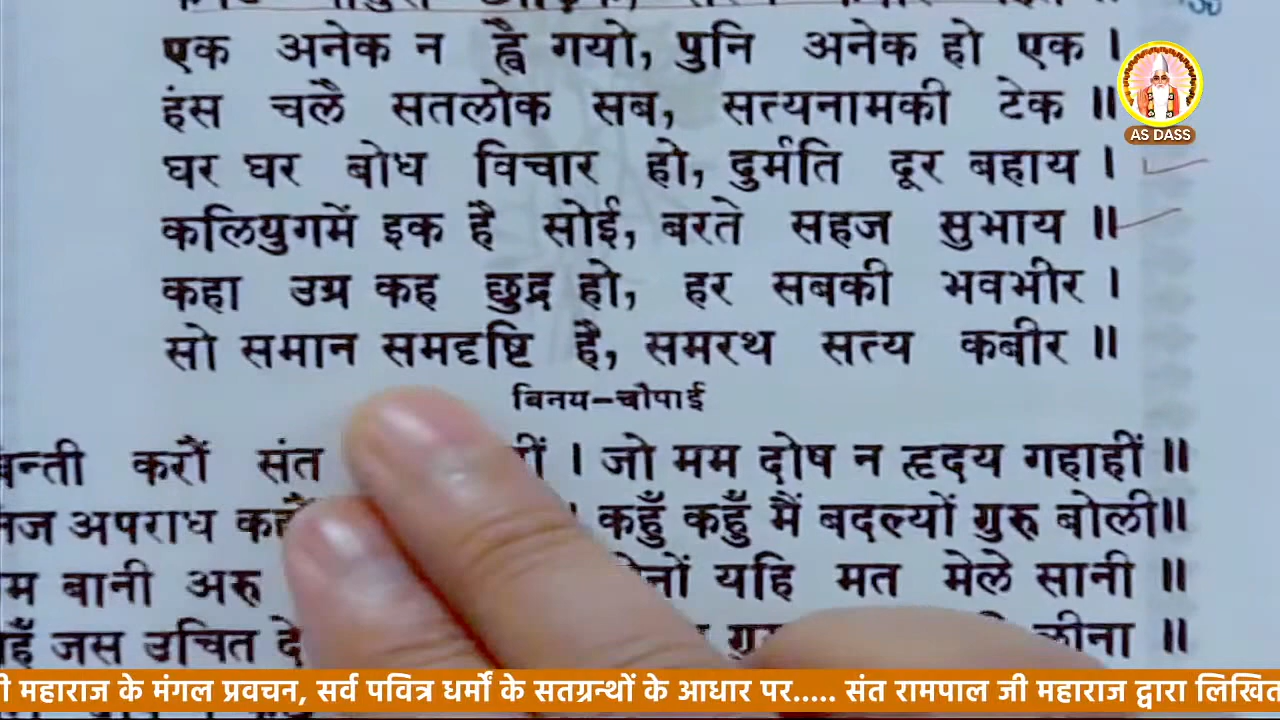 एक अनेक न ह्वै गयो, पुनि अनेक हो एक ।
हंस चलै सतलोक सब, सत्यनामकी टेक ॥
घर घर बोध विचार हो, दुर्मति दूर बहाय ।
कलियुगमें इक है सोई, बरते सहज सुभाय ॥
कहा उग्र कह छुद्र हो, हर सबकी भवभीर ।
सो समान समदृष्टि है, समरथ सत्य कबीर ॥
विनय-चौपाई
करौं संत । जो मम दोष न हृदय गहाहीं ॥
अपराध । कहुँ कहुँ मैं बदल्यों गुरु बोली॥
बानी अरु यहि मत मेले सानी ॥
जस उचित लीना ॥
महाराज के मंगल प्रवचन, सर्व पवित्र धर्मों के सतग्रन्थों के आधार पर..... संत रामपाल जी महाराज द्वारा लिखित
AS DASS